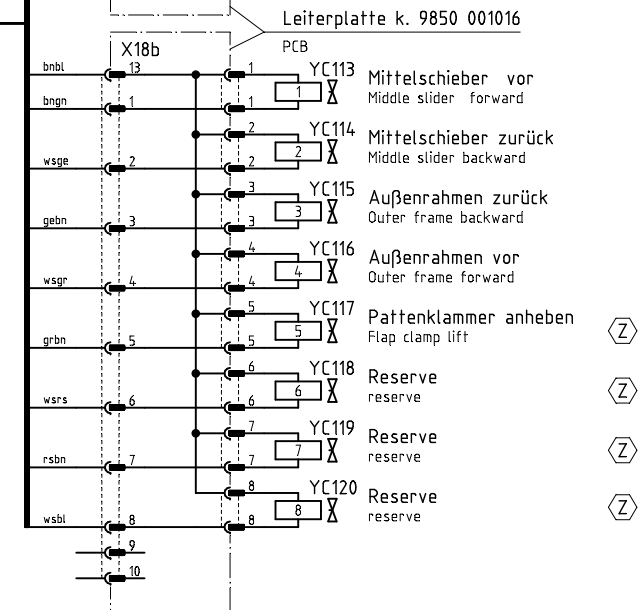 Leiterplatte k. 9850 001016
PCB
X18b
bnbl 13 1 YC113 Mittelschieber vor
1 Middle slider forward
bngn 1 1
2 YC114 Mittelschieber zurück
2 Middle slider backward
wsge 2 2
3 YC115 Außenrahmen zurück
3 Outer frame backward
gebn 3 3
4 YC116 Außenrahmen vor
4 Outer frame forward
wsgr 4 4
5 YC117 Pattenklammer anheben
5 Flap clamp lift Z
grbn 5 5
6 YC118 Reserve
6 reserve Z
wsrs 6 6
7 YC119 Reserve
7 reserve Z
rsbn 7 7
8 YC120 Reserve
8 reserve Z
wsbl 8 8
9
10